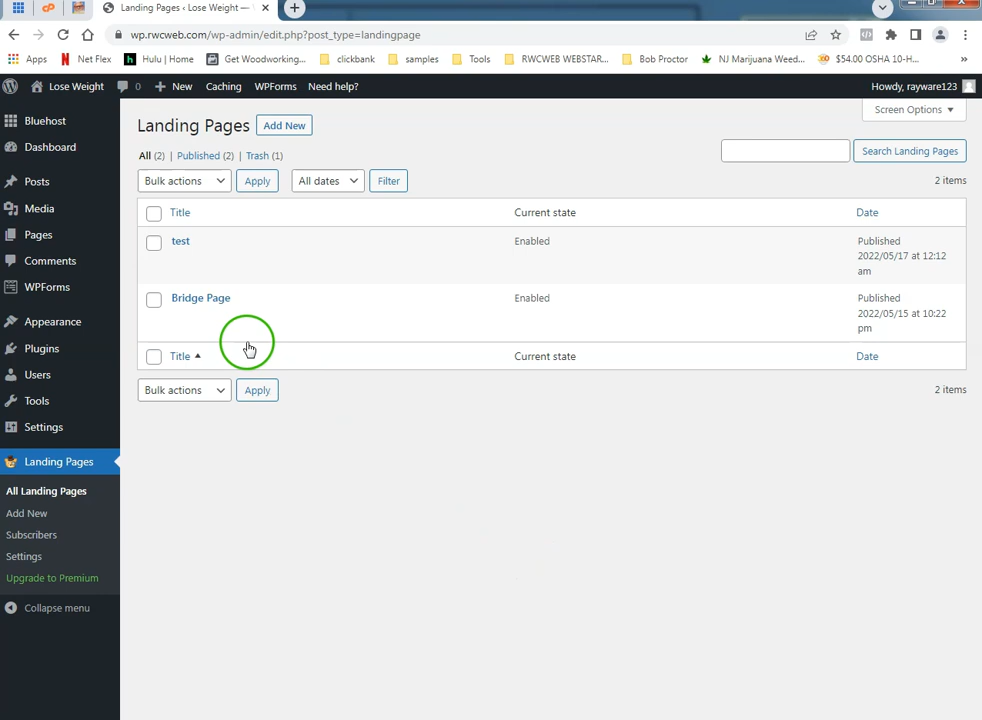 Landing Pages ‹ Lose Weight —
wp.rwcweb.com/wp-admin/edit.php?post_type=landingpage
Apps Net Flex Hulu | Home Get Woodworking... clickbank samples Tools RWCWEB WEBSTAR... Bob Proctor NJ Marijuana Weed... $54.00 OSHA 10-H... »
Lose Weight 0 + New Caching WPForms Need help? Howdy, rayware123
Screen Options ▼
Landing Pages Add New
All (2) | Published (2) | Trash (1)
Search Landing Pages
Bulk actions Apply All dates Filter 2 items
Title Current state Date
test Enabled Published
2022/05/17 at 12:12
am
Bridge Page Enabled Published
2022/05/15 at 10:22
pm
Title ▲ Current state Date
Bulk actions Apply 2 items
Bluehost
Dashboard
Posts
Media
Pages
Comments
WPForms
Appearance
Plugins
Users
Tools
Settings
Landing Pages
All Landing Pages
Add New
Subscribers
Settings
Upgrade to Premium
Collapse menu